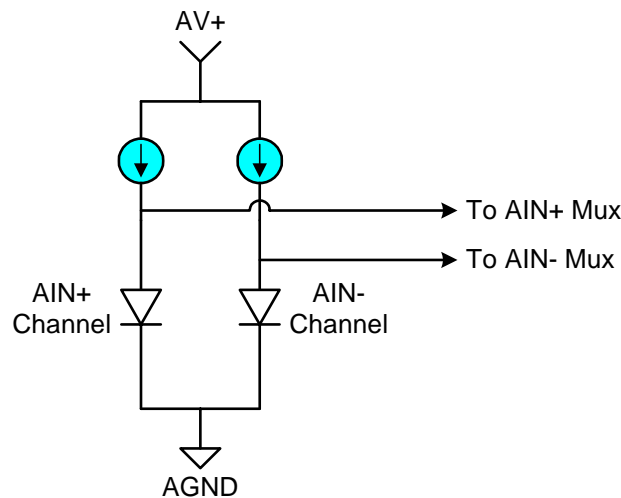 AV+
To AIN+ Mux
To AIN- Mux
AIN+
Channel
AIN-
Channel
AGND